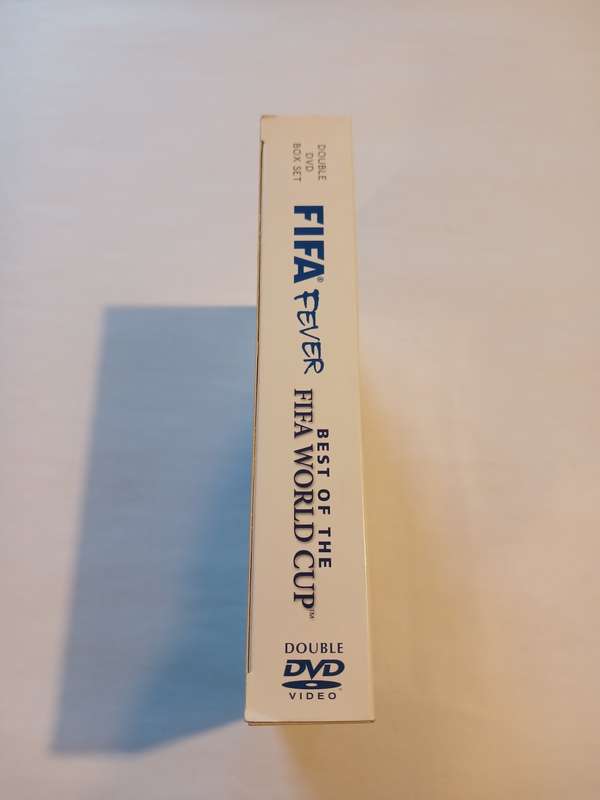 DOUBLE
DVD
BOX SET
FIFA®
FEVER
BEST OF THE
FIFA WORLD CUP™
DOUBLE
DVD
VIDEO